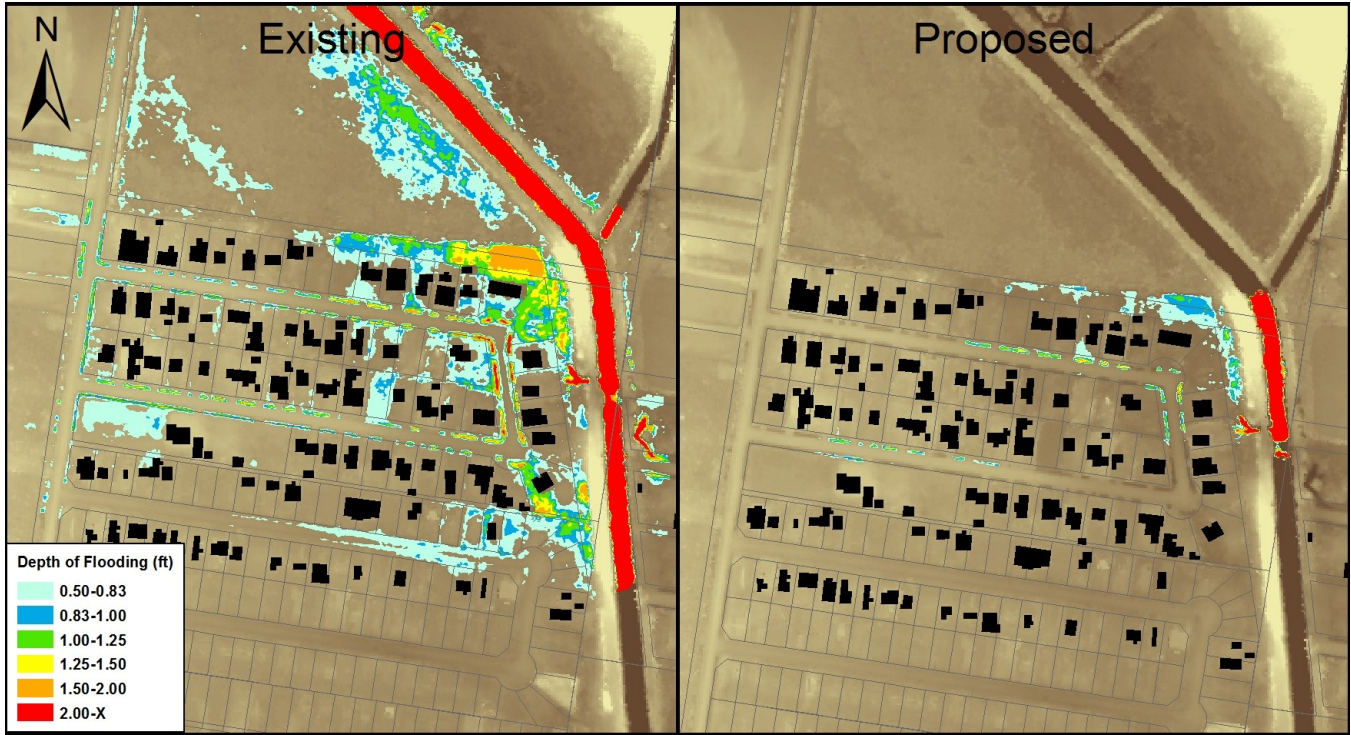 Existing
Proposed
N
Depth of Flooding (ft)
0.50-0.83
0.83-1.00
1.00-1.25
1.25-1.50
1.50-2.00
2.00-X